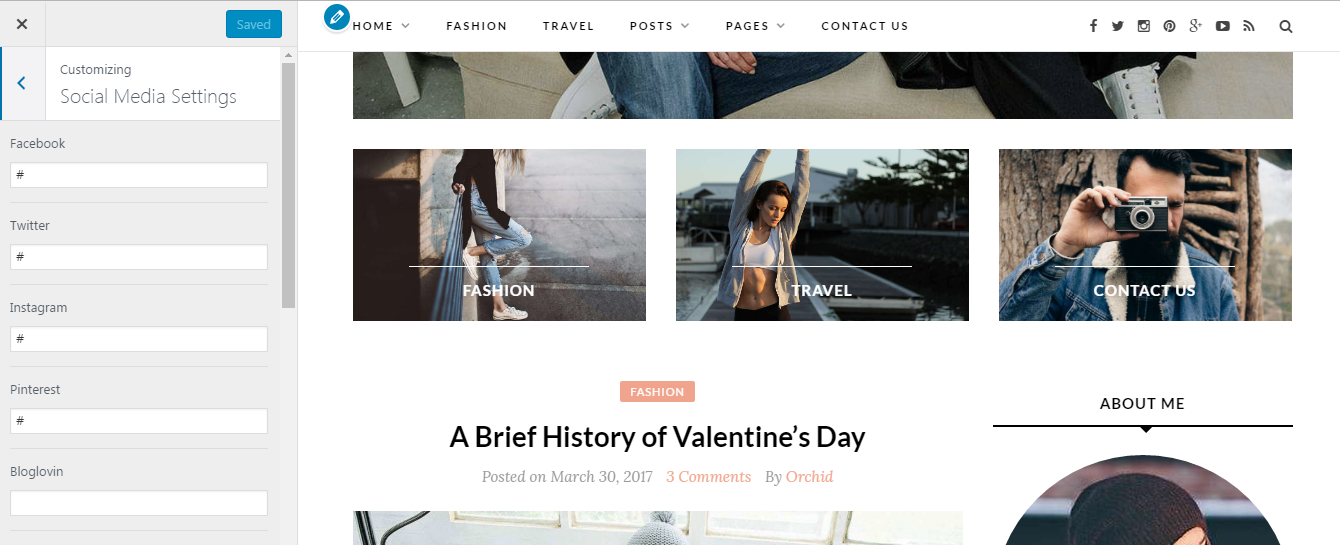 Saved
Customizing
Social Media Settings
Facebook
#
Twitter
#
Instagram
#
Pinterest
#
Bloglovin
HOME FASHION TRAVEL POSTS PAGES CONTACT US
FASHION
TRAVEL
CONTACT US
FASHION
A Brief History of Valentine’s Day
Posted on March 30, 2017 3 Comments By Orchid
ABOUT ME